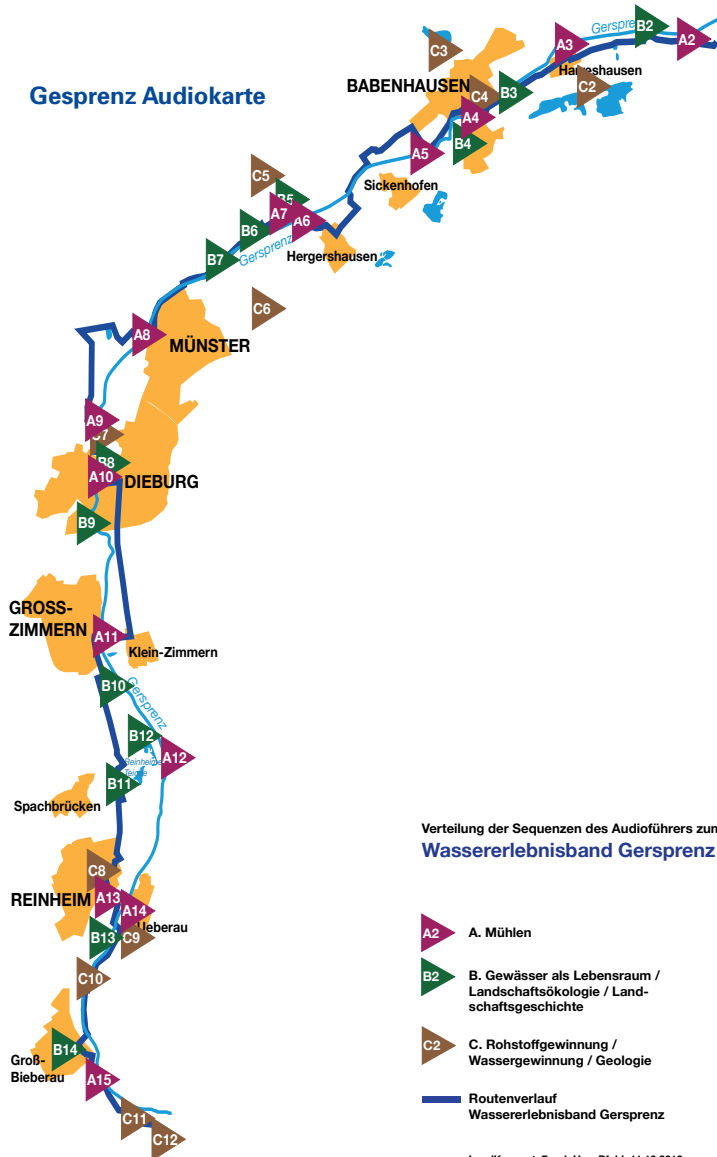 Gesprenz Audiokarte
Gersprenz
B2
A2
A3
C3
Harreshausen
C2
BABENHAUSEN
C4
B3
A4
B4
A5
Sickenhofen
C5
B5
A7
A6
B6
Gersprenz
B7
Hergershausen
C6
A8
MÜNSTER
A9
C7
B8
A10
DIEBURG
B9
GROSS-
ZIMMERN
A11
Klein-Zimmern
B10
Gersprenz
B12
A12
Reinheimer
Teiche
B11
Spachbrücken
C8
REINHEIM
A13
A14
Ueberau
B13
C9
C10
B14
Groß-
Bieberau
A15
C11
C12
Verteilung der Sequenzen des Audioführers zum
Wassererlebnisband Gersprenz
A2
A. Mühlen
B2
B. Gewässer als Lebensraum /
Landschaftsökologie / Land-
schaftsgeschichte
C2
C. Rohstoffgewinnung /
Wassergewinnung / Geologie
Routenverlauf
Wassererlebnisband Gersprenz